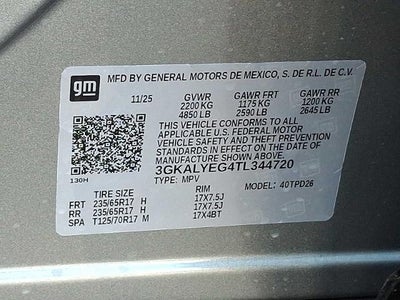 gm
MFD BY GENERAL MOTORS DE MEXICO, S. DE R.L. DE C.V.
11/25 GVWR GAWR FRT GAWR RR
2200 KG 1175 KG 1200 KG
4850 LB 2590 LB 2645 LB
THIS VEHICLE CONFORMS TO ALL
APPLICABLE U.S. FEDERAL MOTOR
VEHICLE SAFETY AND THEFT PREVENTION
STANDARDS IN EFFECT ON THE DATE OF
MANUFACTURE SHOWN ABOVE.
3GKALYEG4TL344720
130H TYPE: MPV MODEL: 40TPD26
TIRE SIZE RIM
FRT 235/65R17 H 17X7.5J
RR 235/65R17 H 17X7.5J
SPA T125/70R17 M 17X4BT